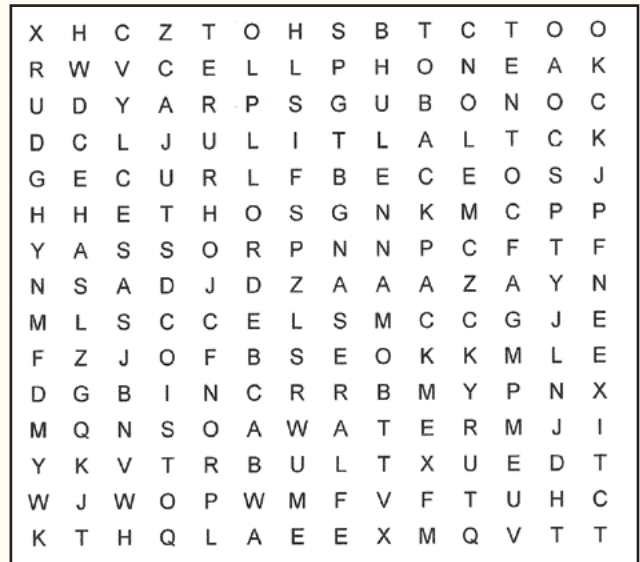 X H C Z T O H S B T C T O O
R W V C E L L P H O N E A K
U D Y A R P S G U B O N O C
D C L J U L I T L A L T C K
G E C U R L F B E C E O S J
H H E T H O S G N K M C P P
Y A S S O R P N N P C F T F
N S A D J D Z A A A Z A Y N
M L S C C E L S M C C G J E
F Z J O F B S E O K K M L E
D G B I N C R R B M Y P N X
M Q N S O A W A T E R M J I
Y K V T R B U L T X U E D T
W J W O P W M F V F T U H C
K T H Q L A E E X M Q V T T